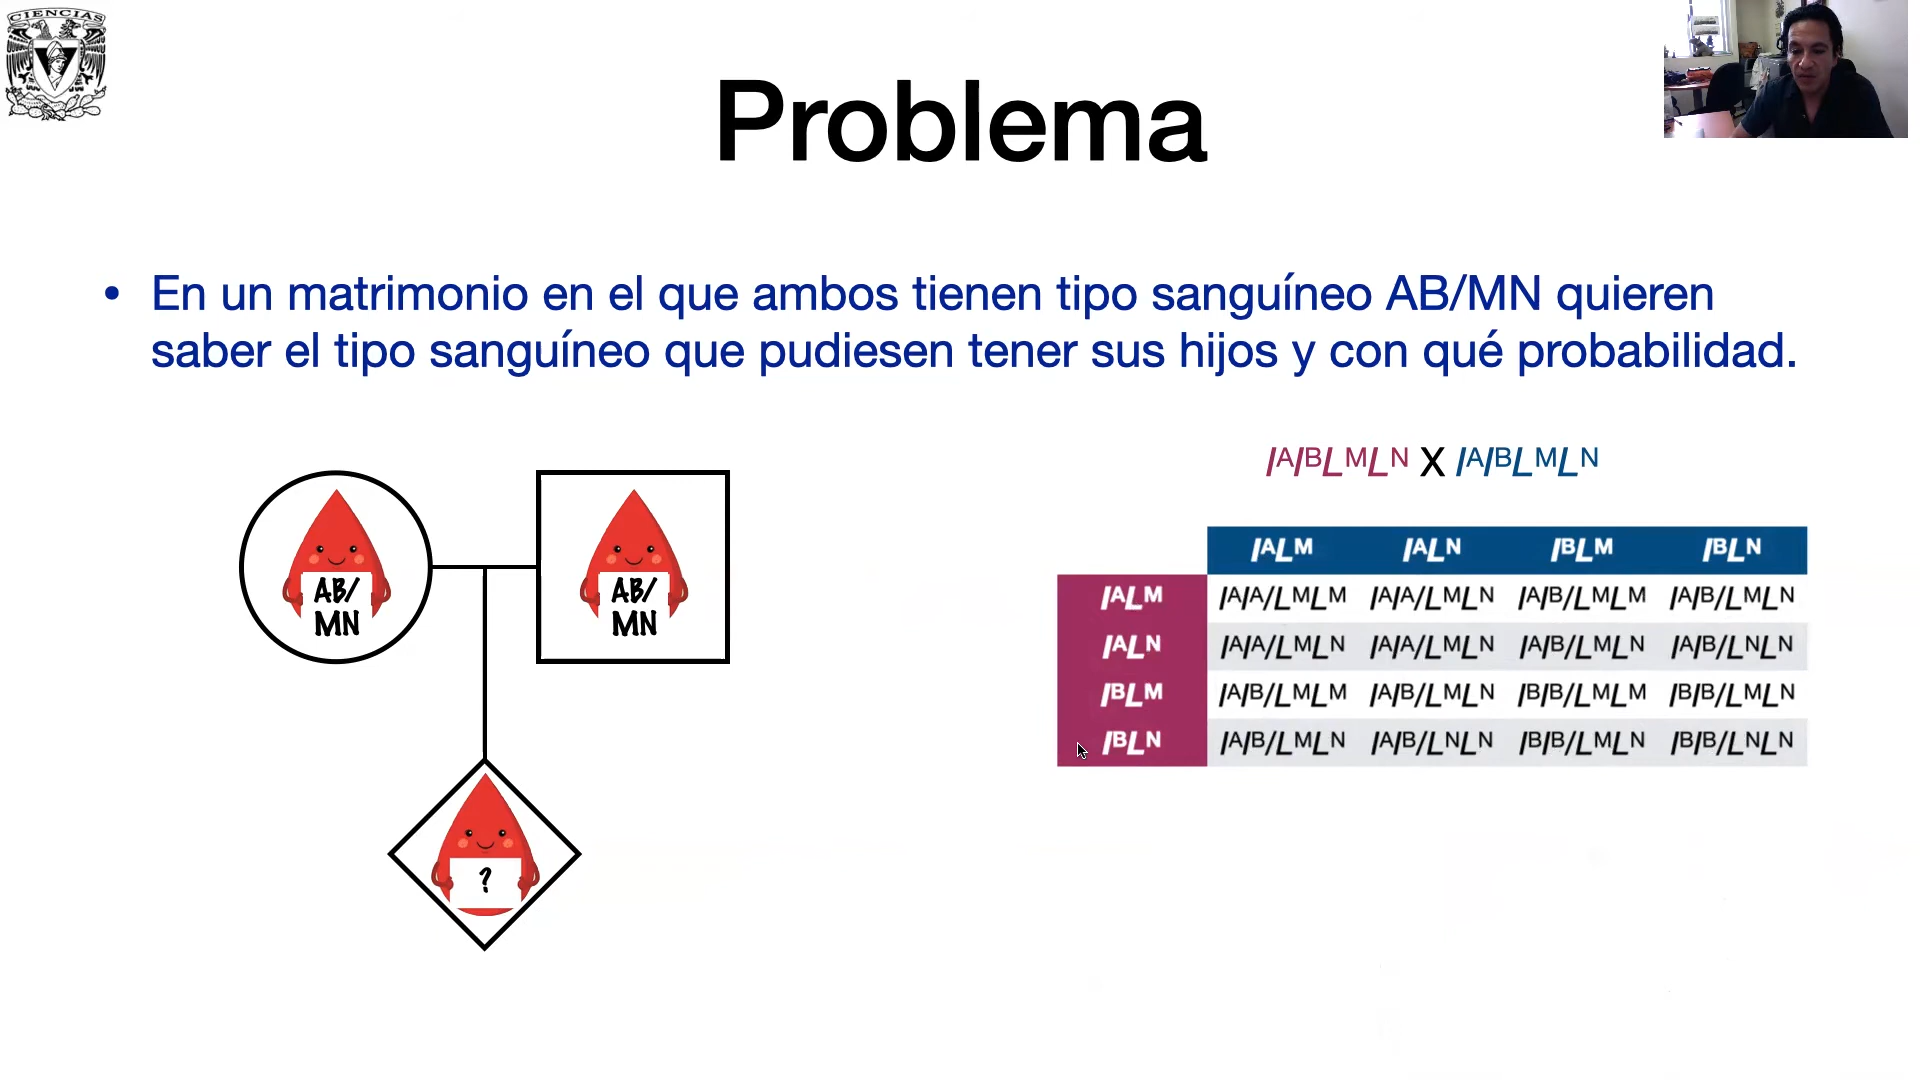 CIENCIAS
Problema
• En un matrimonio en el que ambos tienen tipo sanguíneo AB/MN quieren
saber el tipo sanguíneo que pudiesen tener sus hijos y con qué probabilidad.
AB/
MN
AB/
MN
?
IᴬIᴮLᴹLᴺ X IᴬIᴮLᴹLᴺ
IᴬLᴹ IᴬLᴺ IᴮLᴹ IᴮLᴺ
IᴬLᴹ IᴬIᴬ/LᴹLᴹ IᴬIᴬ/LᴹLᴺ IᴬIᴮ/LᴹLᴹ IᴬIᴮ/LᴹLᴺ
IᴬLᴺ IᴬIᴬ/LᴹLᴺ IᴬIᴬ/LᴹLᴺ IᴬIᴮ/LᴹLᴺ IᴬIᴮ/LᴺLᴺ
IᴮLᴹ IᴬIᴮ/LᴹLᴹ IᴬIᴮ/LᴹLᴺ IᴮIᴮ/LᴹLᴹ IᴮIᴮ/LᴹLᴺ
IᴮLᴺ IᴬIᴮ/LᴹLᴺ IᴬIᴮ/LᴺLᴺ IᴮIᴮ/LᴹLᴺ IᴮIᴮ/LᴺLᴺ